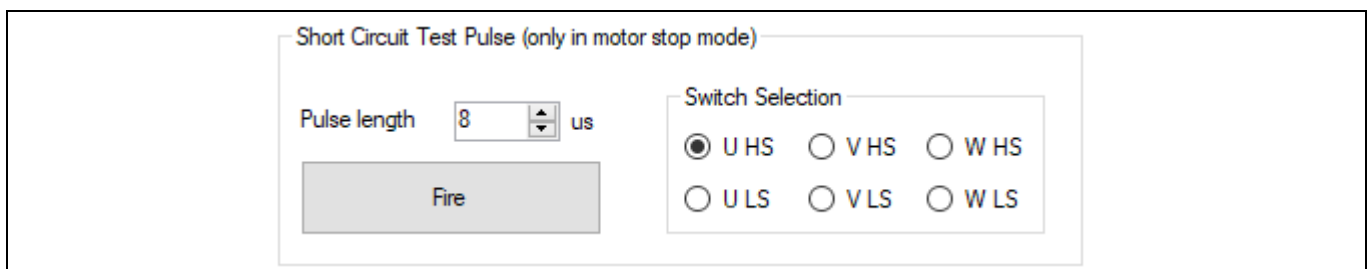 Short Circuit Test Pulse (only in motor stop mode)
Pulse length 8 us
Fire
Switch Selection
U HS V HS W HS
U LS V LS W LS